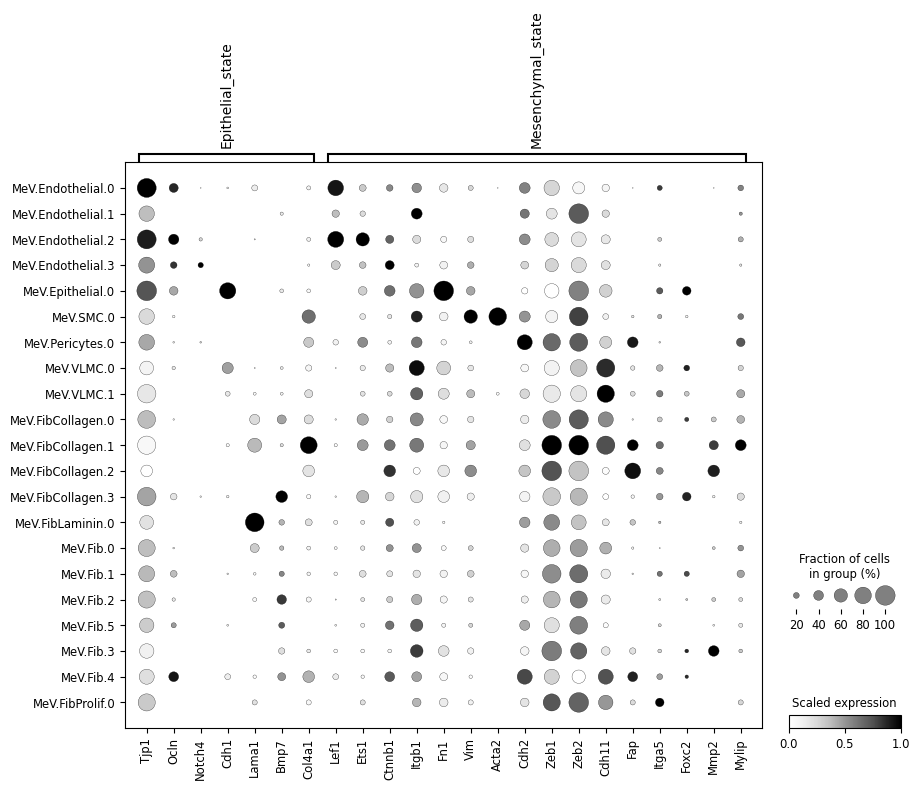 Epithelial_state
Mesenchymal_state
MeV.Endothelial.0
MeV.Endothelial.1
MeV.Endothelial.2
MeV.Endothelial.3
MeV.Epithelial.0
MeV.SMC.0
MeV.Pericytes.0
MeV.VLMC.0
MeV.VLMC.1
MeV.FibCollagen.0
MeV.FibCollagen.1
MeV.FibCollagen.2
MeV.FibCollagen.3
MeV.FibLaminin.0
MeV.Fib.0
MeV.Fib.1
MeV.Fib.2
MeV.Fib.5
MeV.Fib.3
MeV.Fib.4
MeV.FibProlif.0
Tjp1
Ocln
Notch4
Cdh1
Lama1
Bmp7
Col4a1
Lef1
Ets1
Ctnnb1
Itgb1
Fn1
Vim
Acta2
Cdh2
Zeb1
Zeb2
Cdh11
Fap
Itga5
Foxc2
Mmp2
Mylip
Fraction of cells
in group (%)
20 40 60 80 100
Scaled expression
0.0 0.5 1.0